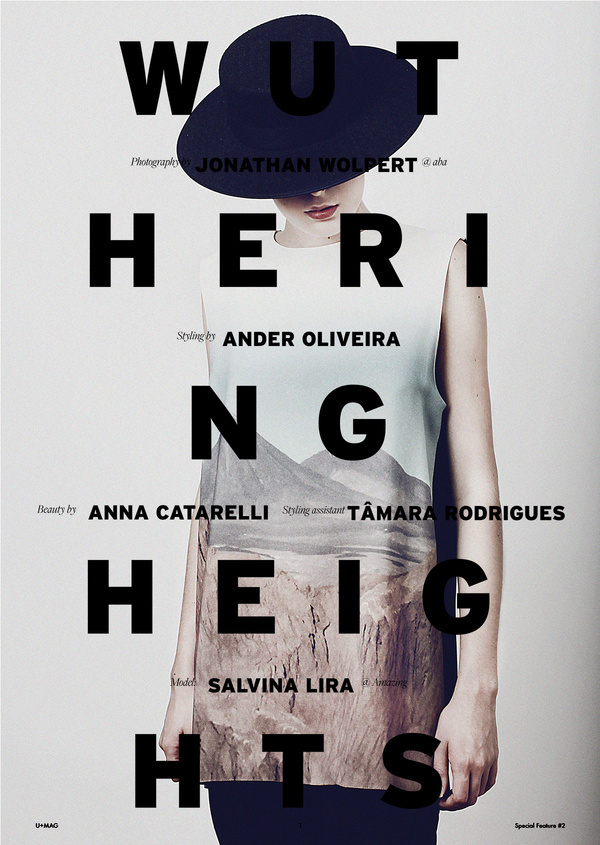 WUT
Photography by JONATHAN WOLPERT @ aba
HERI
Styling by ANDER OLIVEIRA
NG
Beauty by ANNA CATARELLI Styling assistant TÂMARA RODRIGUES
HEIG
Model: SALVINA LIRA @ Amazing
HTS
U+MAG 1 Special Feature #2